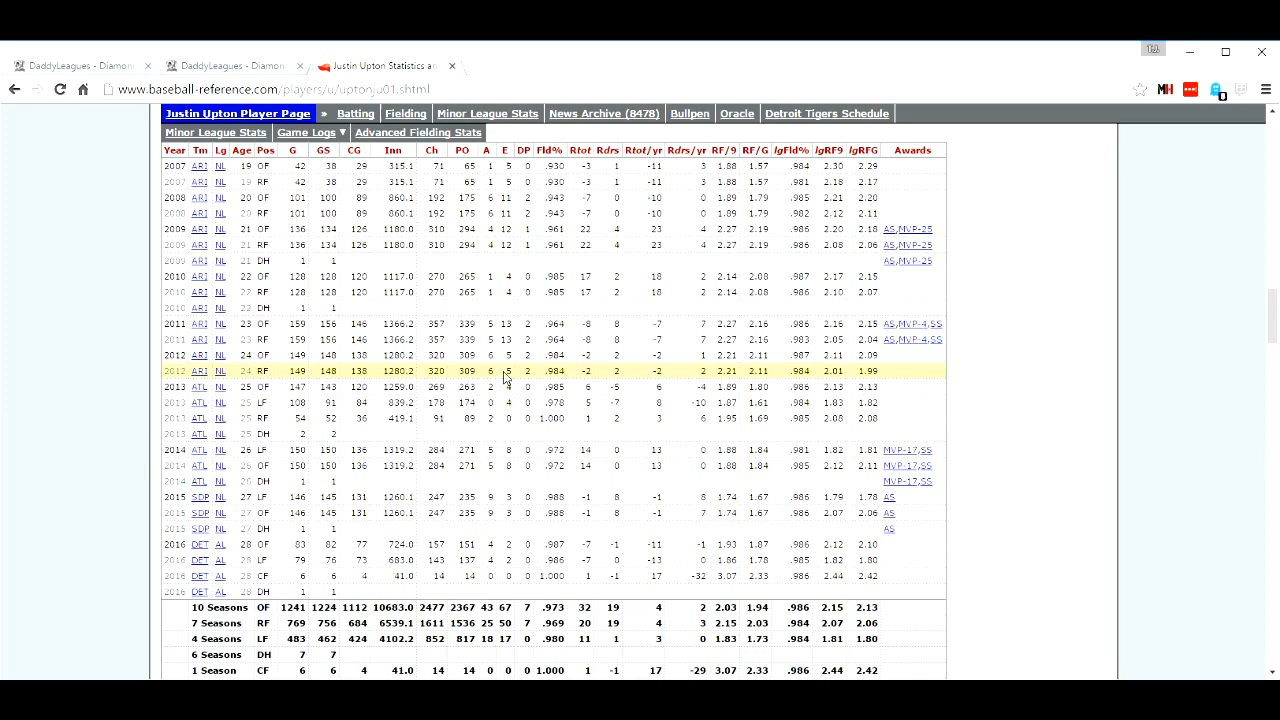 TJ.
DaddyLeagues - Diamon
DaddyLeagues - Diamon
Justin Upton Statistics an
www.baseball-reference.com/players/u/uptonju01.shtml
Justin Upton Player Page » Batting Fielding Minor League Stats News Archive (8478) Bullpen Oracle Detroit Tigers Schedule
Minor League Stats Game Logs ▼ Advanced Fielding Stats
Year Tm Lg Age Pos G GS CG Inn Ch PO A E DP Fld% Rtot Rdrs Rtot/yr Rdrs/yr RF/9 RF/G lgFld% lgRF9 lgRFG Awards
2007 ARI NL 19 OF 42 38 29 315.1 71 65 1 5 0 .930 -3 1 -11 3 1.88 1.57 .984 2.30 2.29
2007 ARI NL 19 RF 42 38 29 315.1 71 65 1 5 0 .930 -3 1 -11 3 1.88 1.57 .984 2.18 2.17
2008 ARI NL 20 OF 101 100 89 860.1 192 175 6 11 2 .943 -7 0 -10 0 1.89 1.79 .985 2.21 2.20
2008 ARI NL 20 RF 101 100 89 860.1 192 175 6 11 2 .943 -7 0 -10 0 1.89 1.79 .982 2.12 2.11
2009 ARI NL 21 OF 136 134 126 1180.0 310 294 4 12 1 .961 22 4 23 4 2.27 2.19 .986 2.20 2.18 AS,MVP-25
2009 ARI NL 21 RF 136 134 126 1180.0 310 294 4 12 1 .961 22 4 23 4 2.27 2.19 .986 2.08 2.06 AS,MVP-25
2009 ARI NL 21 DH 1 1 AS,MVP-25
2010 ARI NL 22 OF 128 128 120 1117.0 270 265 1 4 0 .985 17 2 18 2 2.14 2.08 .987 2.17 2.15
2010 ARI NL 22 RF 128 128 120 1117.0 270 265 1 4 0 .985 17 2 18 2 2.14 2.08 .986 2.10 2.07
2010 ARI NL 22 DH 1 1
2011 ARI NL 23 OF 159 156 146 1366.2 357 339 5 13 2 .964 -8 8 -7 7 2.27 2.16 .986 2.16 2.15 AS,MVP-4,SS
2011 ARI NL 23 RF 159 156 146 1366.2 357 339 5 13 2 .964 -8 8 -7 7 2.27 2.16 .983 2.05 2.04 AS,MVP-4,SS
2012 ARI NL 24 OF 149 148 138 1280.2 320 309 6 5 2 .984 -2 2 -2 1 2.21 2.11 .987 2.11 2.09
2012 ARI NL 24 RF 149 148 138 1280.2 320 309 6 5 2 .984 -2 2 -2 2 2.21 2.11 .986 2.01 1.99
2013 ATL NL 25 OF 147 143 120 1259.0 269 263 2 4 0 .985 6 -5 6 -4 1.89 1.80 .986 2.13 2.13
2013 ATL NL 25 LF 108 91 84 839.2 178 174 0 4 0 .978 5 -7 8 -10 1.87 1.61 .984 1.83 1.82
2013 ATL NL 25 RF 54 52 36 419.1 91 89 2 0 0 1.000 1 2 3 6 1.95 1.69 .985 2.08 2.08
2013 ATL NL 25 DH 2 2
2014 ATL NL 26 LF 150 150 136 1319.2 284 271 5 8 0 .972 14 0 13 0 1.88 1.84 .981 1.82 1.81 MVP-17,SS
2014 ATL NL 26 OF 150 150 136 1319.2 284 271 5 8 0 .972 14 0 13 0 1.88 1.84 .985 2.12 2.11 MVP-17,SS
2014 ATL NL 26 DH 1 1 MVP-17,SS
2015 SDP NL 27 LF 146 145 131 1260.1 247 235 9 3 0 .988 -1 8 -1 8 1.74 1.67 .986 1.79 1.78 AS
2015 SDP NL 27 OF 146 145 131 1260.1 247 235 9 3 0 .988 -1 8 -1 7 1.74 1.67 .986 2.07 2.06 AS
2015 SDP NL 27 DH 1 1 AS
2016 DET AL 28 OF 83 82 77 724.0 157 151 4 2 0 .987 -7 -1 -11 -1 1.93 1.87 .986 2.12 2.10
2016 DET AL 28 LF 79 76 73 683.0 143 137 4 2 0 .986 -7 0 -13 0 1.86 1.78 .985 1.82 1.80
2016 DET AL 28 CF 6 6 4 41.0 14 14 0 0 0 1.000 1 -1 17 -32 3.07 2.33 .986 2.44 2.42
2016 DET AL 28 DH 1 1
10 Seasons OF 1241 1224 1112 10683.0 2477 2367 43 67 7 .973 32 19 4 2 2.03 1.94 .986 2.15 2.13
7 Seasons RF 769 756 684 6539.1 1611 1536 25 50 7 .969 20 19 4 3 2.15 2.03 .984 2.07 2.06
4 Seasons LF 483 462 424 4102.2 852 817 18 17 0 .980 11 1 3 0 1.83 1.73 .984 1.81 1.80
6 Seasons DH 7 7
1 Season CF 6 6 4 41.0 14 14 0 0 0 1.000 1 -1 17 -29 3.07 2.33 .986 2.44 2.42